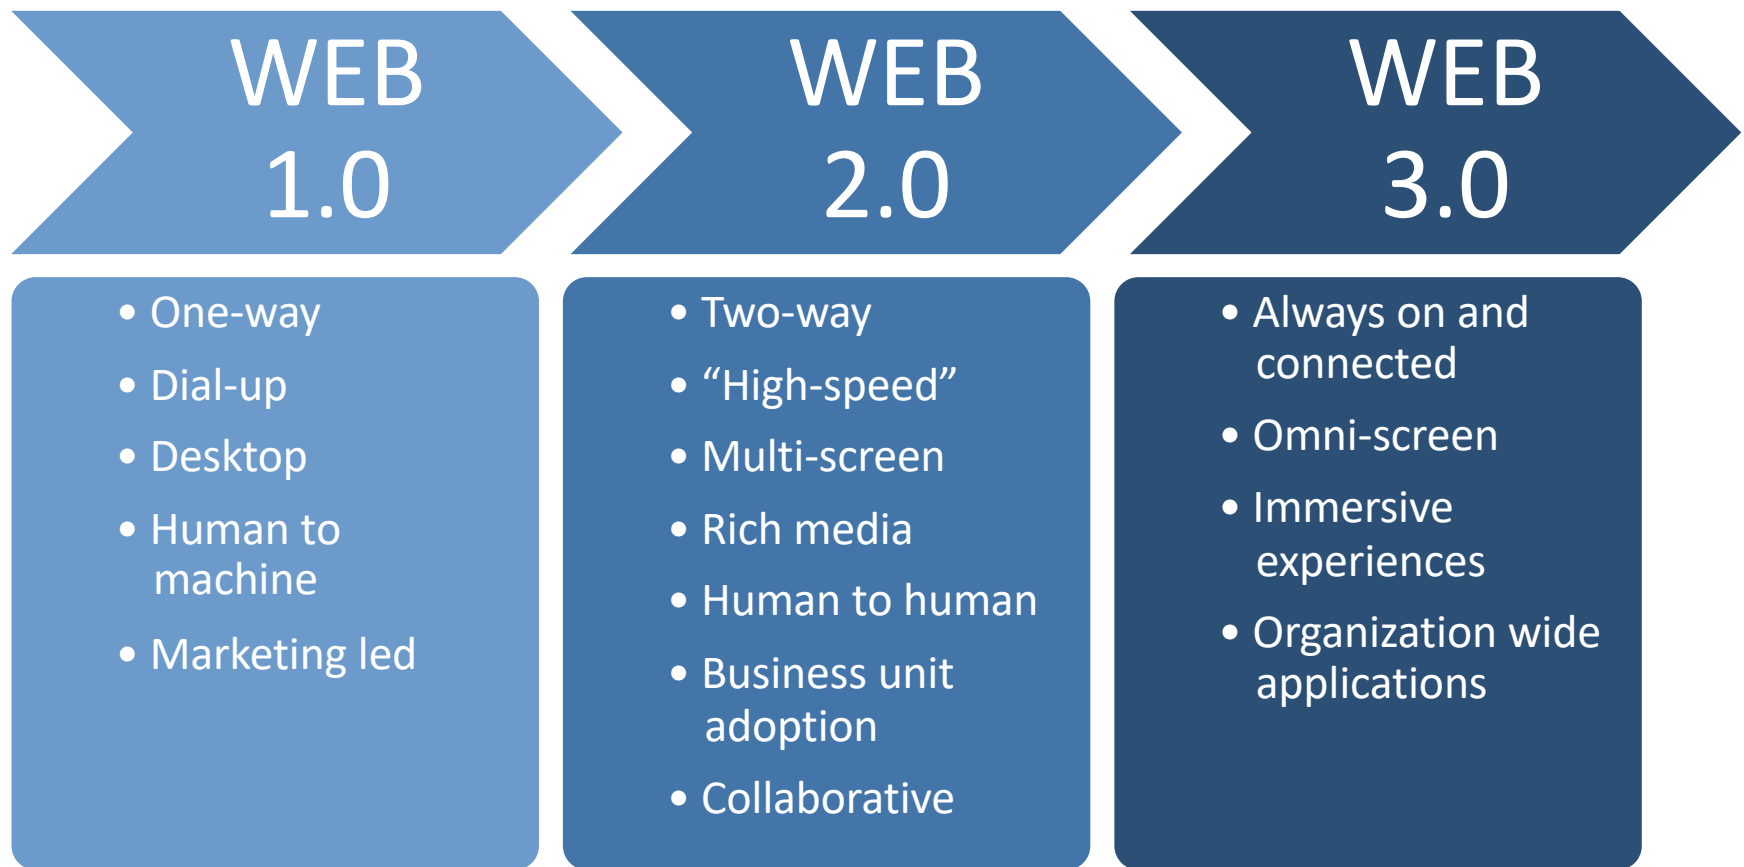 WEB
1.0
WEB
2.0
WEB
3.0
• One-way
• Dial-up
• Desktop
• Human to
machine
• Marketing led
• Two-way
• “High-speed”
• Multi-screen
• Rich media
• Human to human
• Business unit
adoption
• Collaborative
• Always on and
connected
• Omni-screen
• Immersive
experiences
• Organization wide
applications